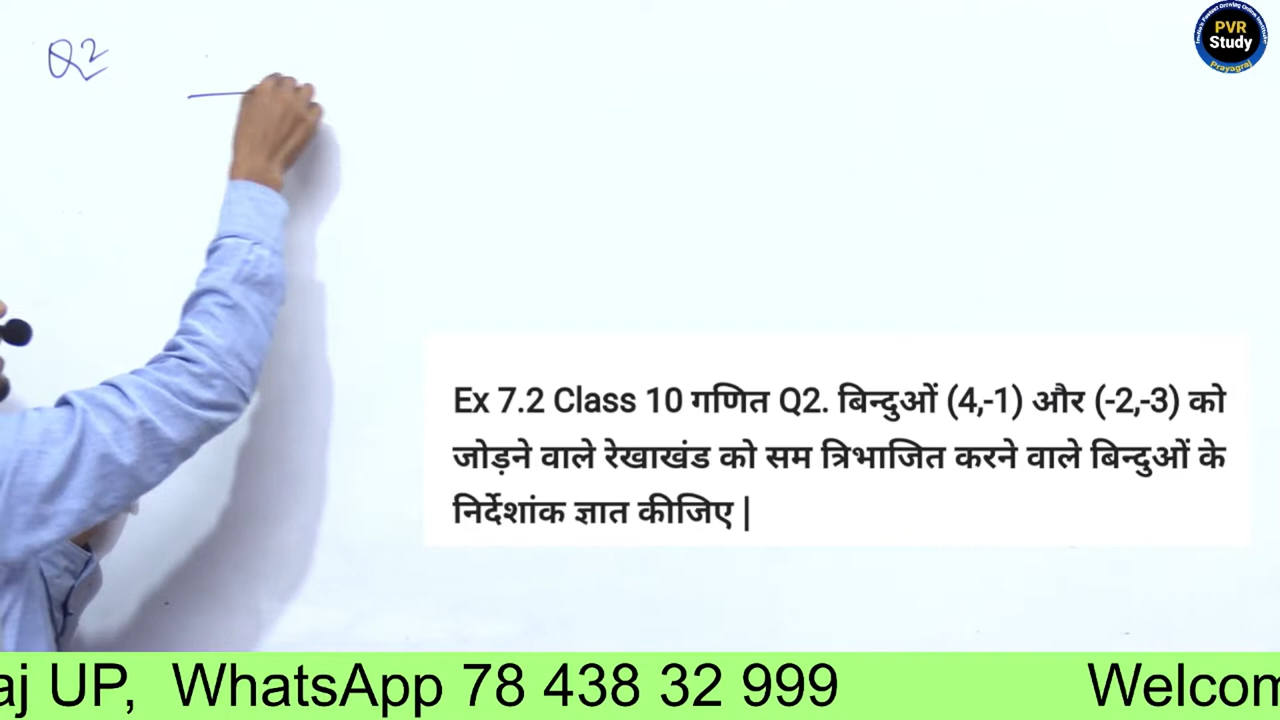 Q2
PVR
Study
Prayagraj
Ex 7.2 Class 10 गणित Q2. बिन्दुओं (4,-1) और (-2,-3) को
जोड़ने वाले रेखाखंड को सम त्रिभाजित करने वाले बिन्दुओं के
निर्देशांक ज्ञात कीजिए |
aj UP, WhatsApp 78 438 32 999 Welcom